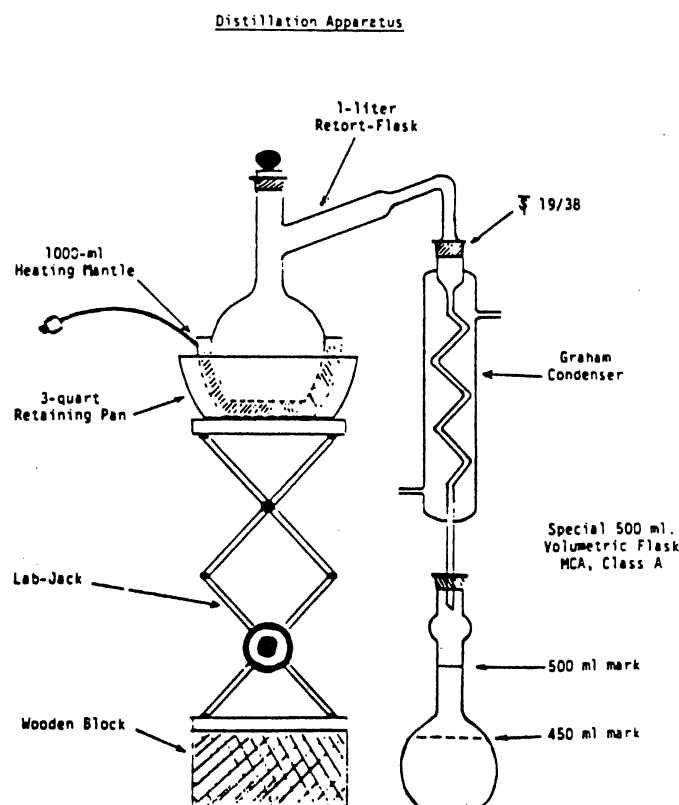 Distillation Apparatus
1-liter
Retort-Flask
19/38
1000-ml
Heating Mantle
3-quart
Retaining Pan
Graham
Condenser
Special 500 ml.
Volumetric Flask
MCA, Class A
Lab-Jack
500 ml mark
Wooden Block
450 ml mark